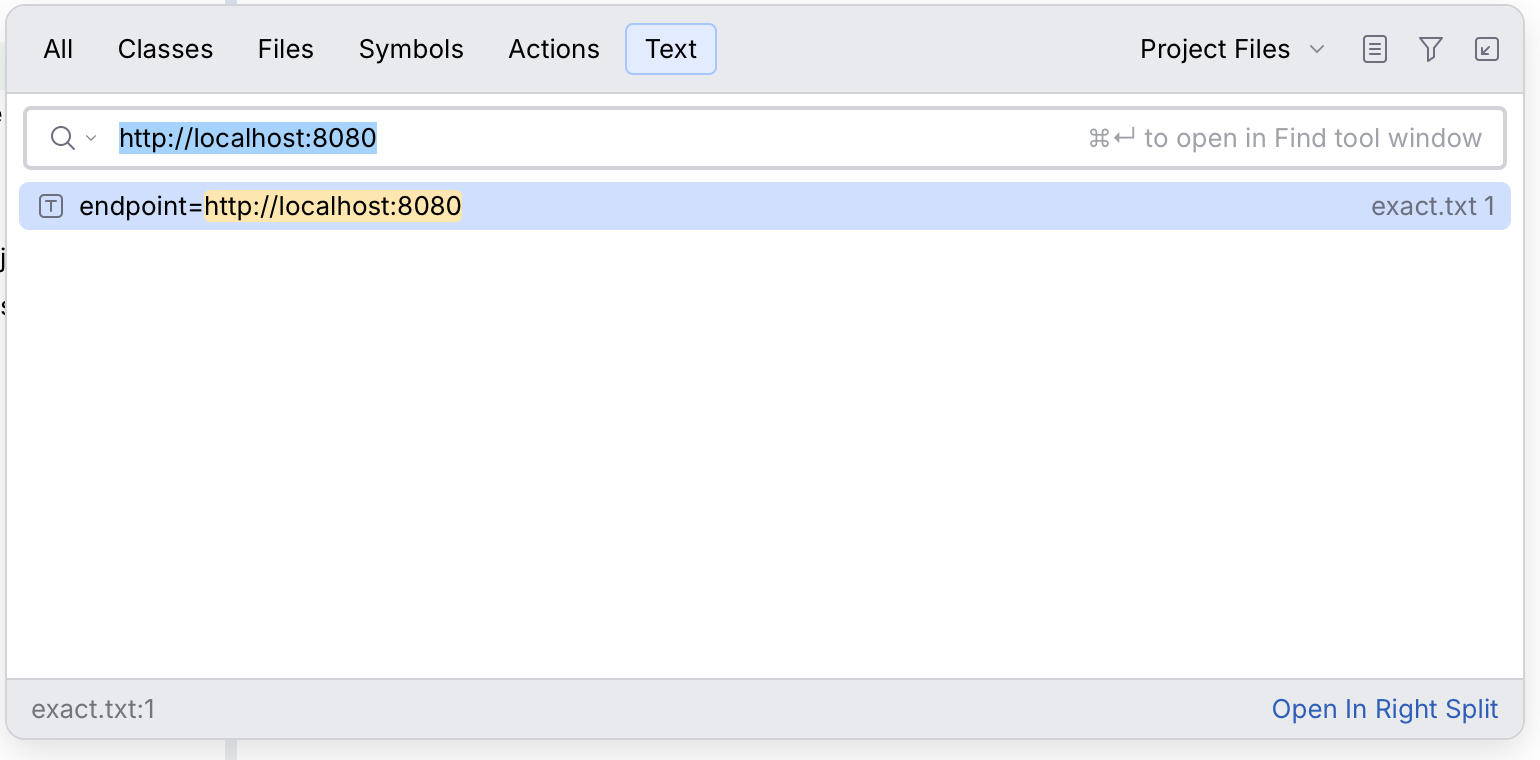 All Classes Files Symbols Actions Text Project Files
http://localhost:8080 ⌘↵ to open in Find tool window
T endpoint=http://localhost:8080 exact.txt 1
exact.txt:1 Open In Right Split